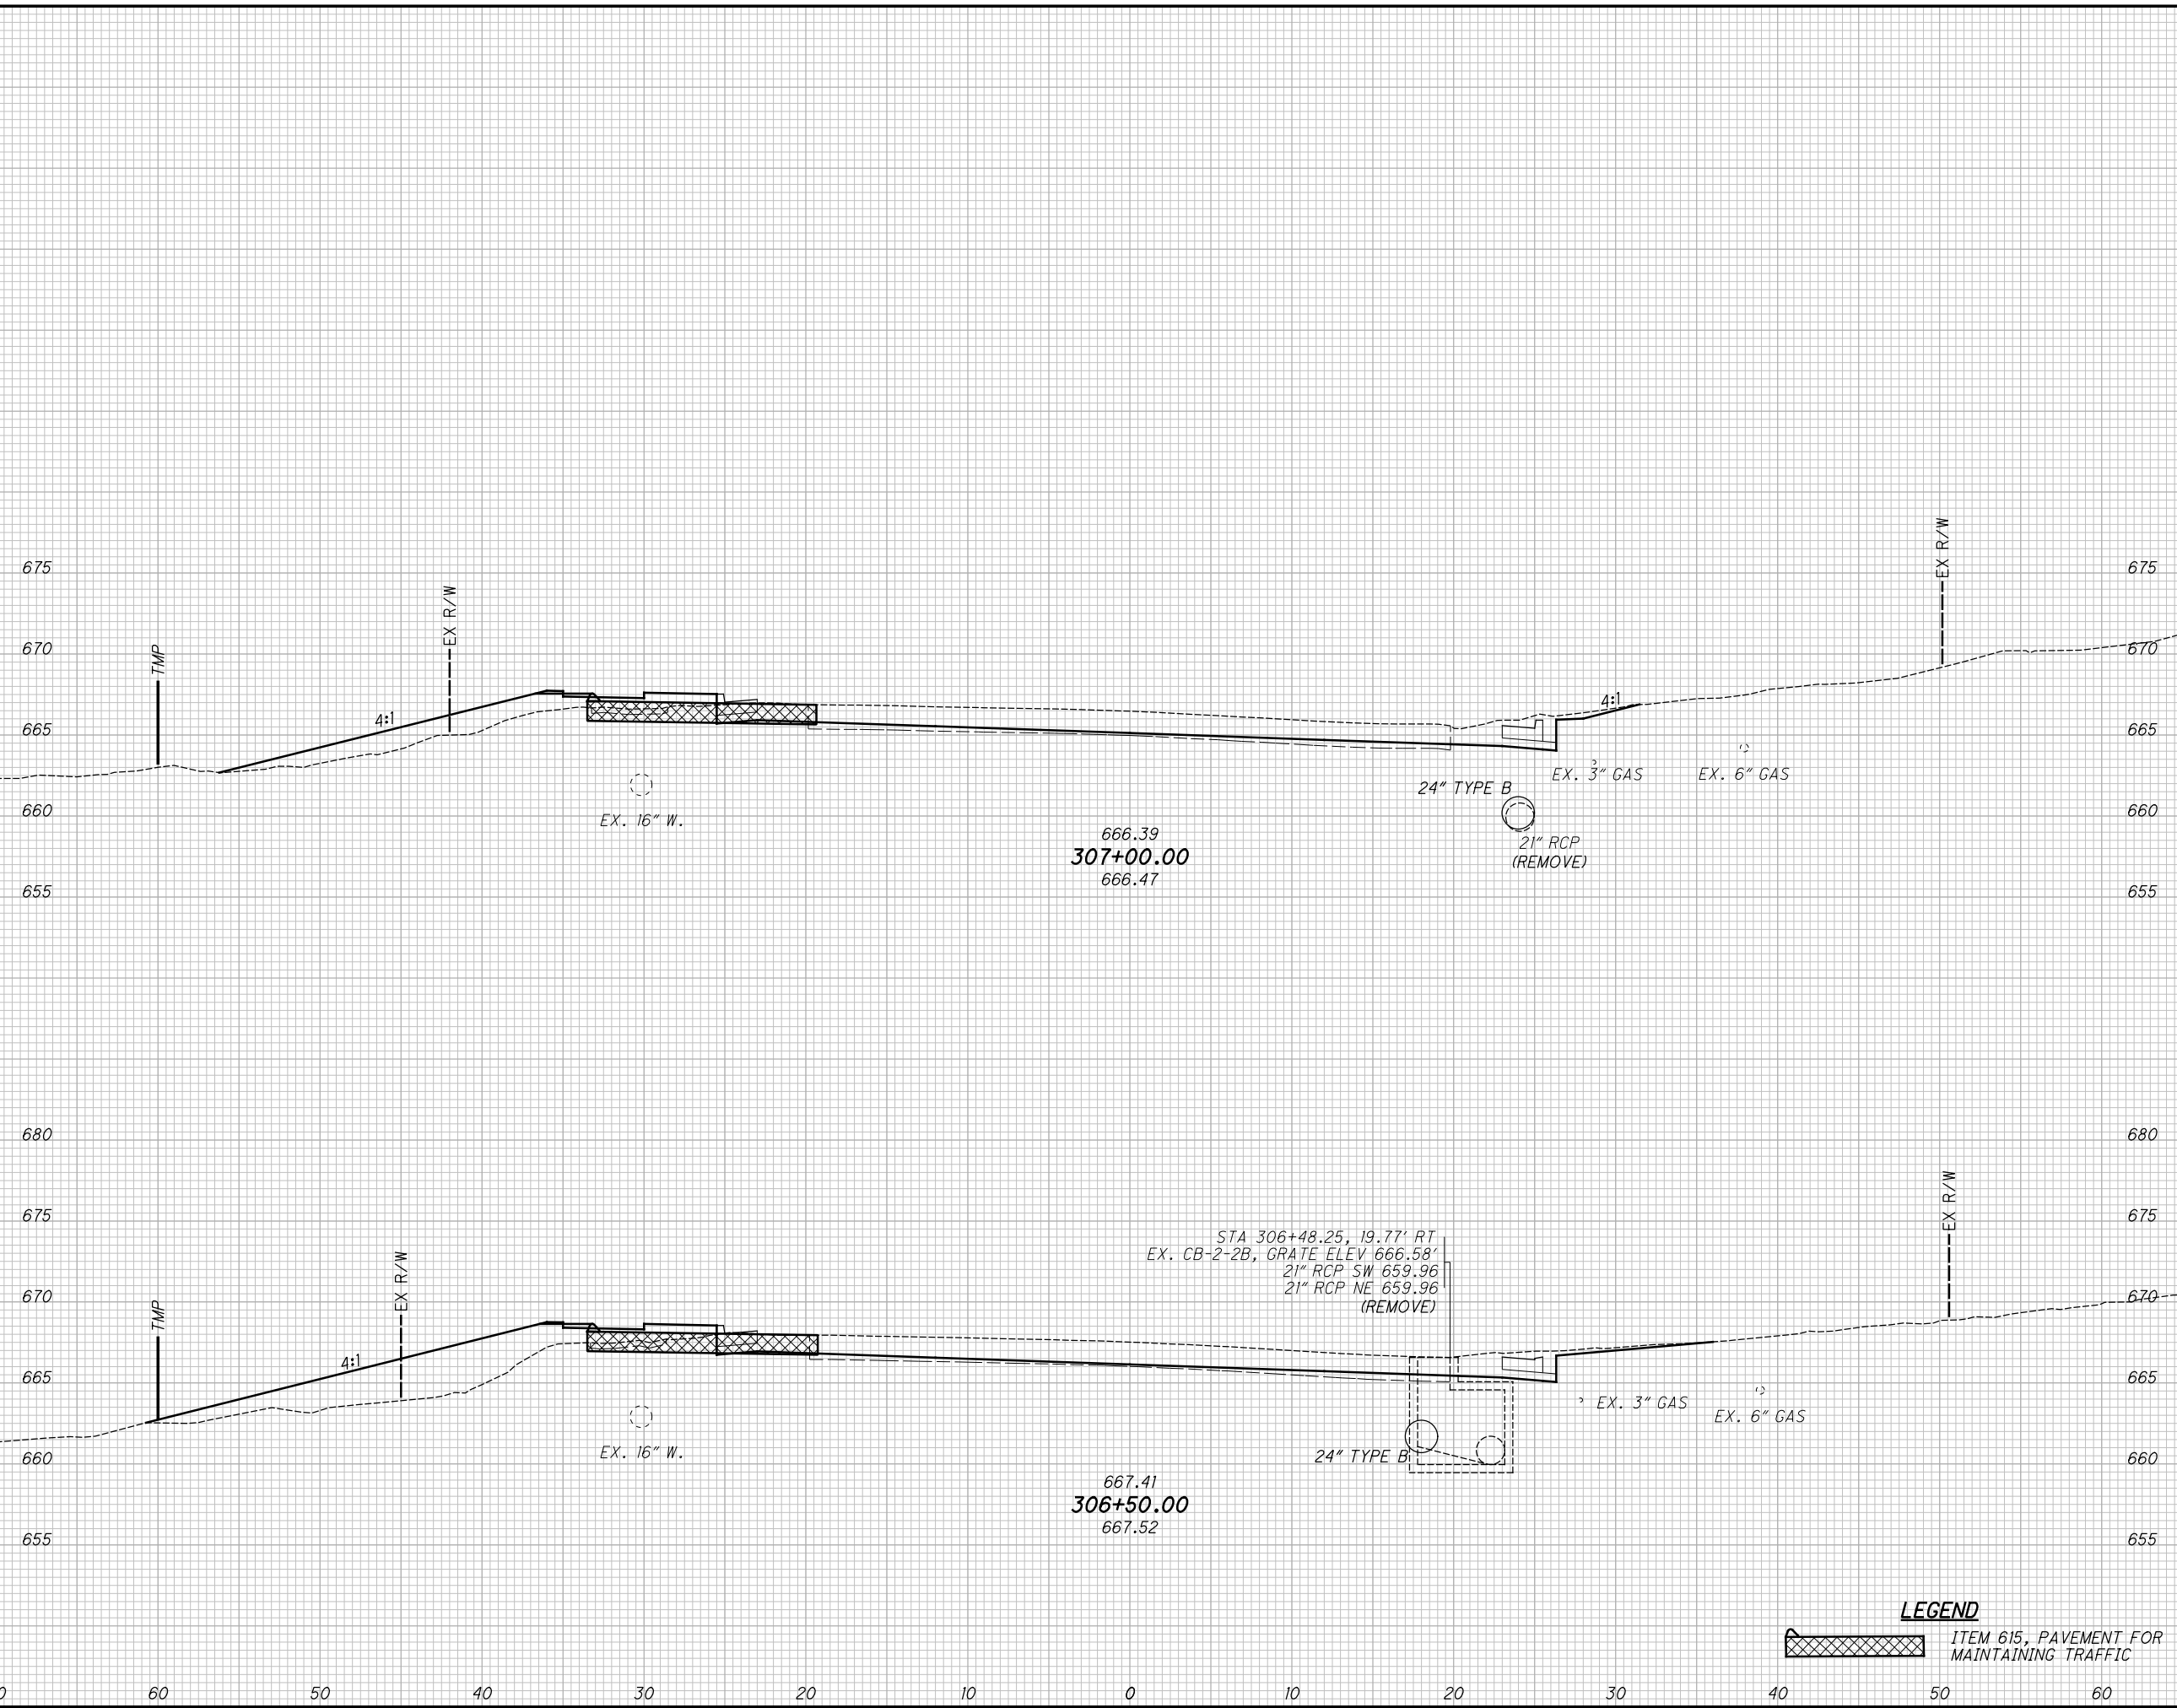 EX R/W
675
675
EX R/W
670
TMP
670
4:1
4:1
665
665
EX. 3" GAS
EX. 6" GAS
24" TYPE B
660
EX. 16" W.
660
666.39
21" RCP
307+00.00
(REMOVE)
666.47
655
655
680
680
EX R/W
675
675
STA 306+48.25, 19.77' RT
EX. CB-2-2B, GRATE ELEV 666.58'
EX R/W
21" RCP SW 659.96
21" RCP NE 659.96
670
670
TMP
(REMOVE)
4:1
665
665
EX. 3" GAS
EX. 6" GAS
EX. 16" W.
24" TYPE B
660
660
667.41
306+50.00
667.52
655
655
LEGEND
ITEM 615, PAVEMENT FOR
MAINTAINING TRAFFIC
0 60 50 40 30 20 10 0 10 20 30 40 50 60